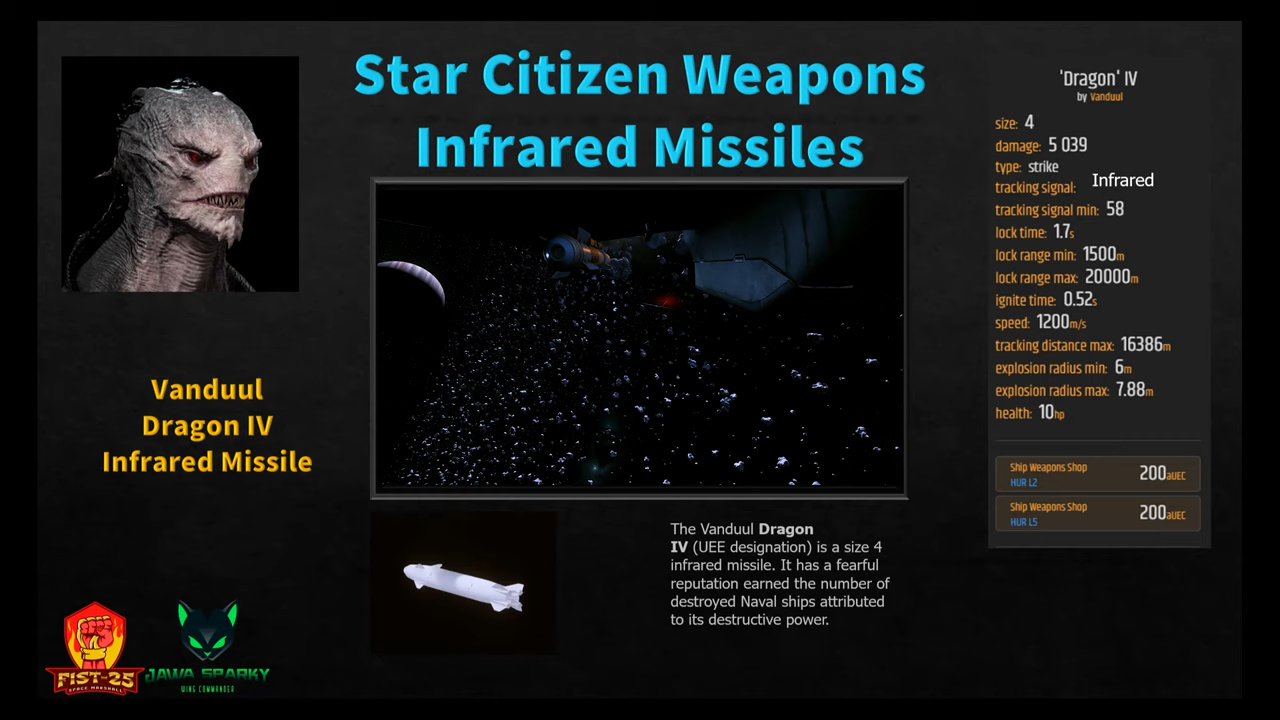 Star Citizen Weapons
Infrared Missiles
Vanduul
Dragon IV
Infrared Missile
The Vanduul Dragon
IV (UEE designation) is a size 4
infrared missile. It has a fearful
reputation earned the number of
destroyed Naval ships attributed
to its destructive power.
'Dragon' IV
by Vanduul
size: 4
damage: 5 039
type: strike
tracking signal: Infrared
tracking signal min: 58
lock time: 1.7s
lock range min: 1500m
lock range max: 20000m
ignite time: 0.52s
speed: 1200m/s
tracking distance max: 16386m
explosion radius min: 6m
explosion radius max: 7.88m
health: 10hp
Ship Weapons Shop
HUR L2
200aUEC
Ship Weapons Shop
HUR L5
200aUEC
FIST-25
SPACE MARSHALL
JAWA SPARKY
WING COMMANDER